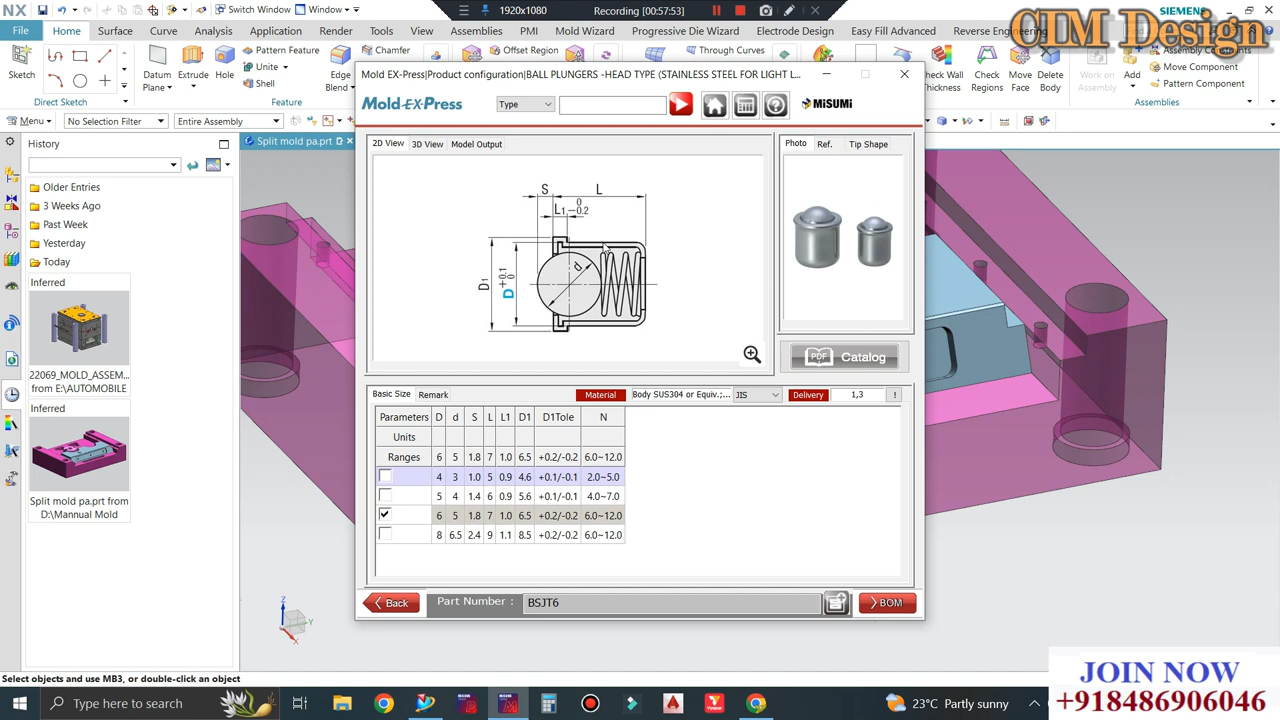 NX
Switch Window
Window
1920x1080
Recording [00:57:53]
SIEMENS
File
Home
Surface
Curve
Analysis
Application
Render
Tools
View
Assemblies
PMI
Mold Wizard
Progressive Die Wizard
Electrode Design
Easy Fill Advanced
Reverse Engineering
CIM Design
Sketch
Direct Sketch
Datum Plane
Extrude
Hole
Pattern Feature
Unite
Feature
Edge Blend
Chamfer
Offset Region
Through Curves
Check Wall Thickness
Check Regions
Move Face
Delete Body
Work on Assembly
Add
Assembly Constraints
Move Component
Pattern Component
Assemblies
Menu
No Selection Filter
Entire Assembly
History
Split mold pa.prt
Older Entries
3 Weeks Ago
Past Week
Yesterday
Today
Inferred
22069_MOLD_ASSEM...
from E:\AUTOMOBILE
Inferred
Split mold pa.prt from
D:\Mannual Mold
Mold EX-Press|Product configuration|BALL PLUNGERS -HEAD TYPE (STAINLESS STEEL FOR LIGHT L...
Mold EX-Press
Type
MiSUMi
2D View
3D View
Model Output
Photo
Ref.
Tip Shape
S
L
L1
0
-0.2
d
D1
D
+0.1
0
PDF
Catalog
Basic Size
Remark
Material
Body SUS304 or Equiv.;...
JIS
Delivery
1,3
!
Parameters D d S L L1 D1 D1Tole N
Units
Ranges 6 5 1.8 7 1.0 6.5 +0.2/-0.2 6.0~12.0
4 3 1.0 5 0.9 4.6 +0.1/-0.1 2.0~5.0
5 4 1.4 6 0.9 5.6 +0.1/-0.1 4.0~7.0
6 5 1.8 7 1.0 6.5 +0.2/-0.2 6.0~12.0
8 6.5 2.4 9 1.1 8.5 +0.2/-0.2 6.0~12.0
Back
Part Number :
BSJT6
BOM
Z
Y
X
Select objects and use MB3, or double-click an object
JOIN NOW
+918486906046
Type here to search
23°C Partly sunny